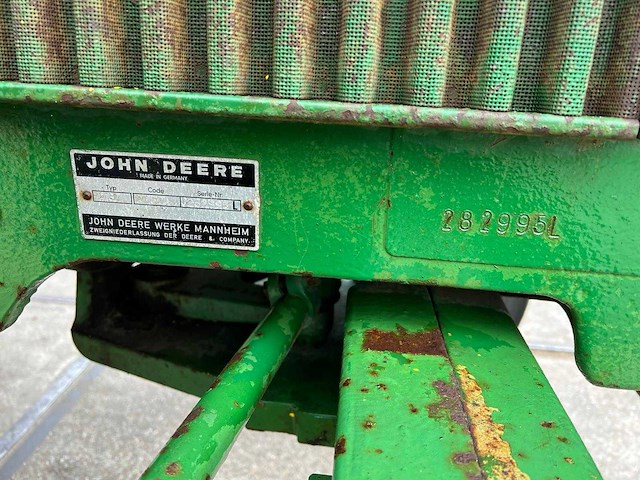 JOHN DEERE
MADE IN GERMANY
Typ Code Serie-Nr.
L
JOHN DEERE WERKE MANNHEIM
ZWEIGNIEDERLASSUNG DER DEERE & COMPANY
282995L